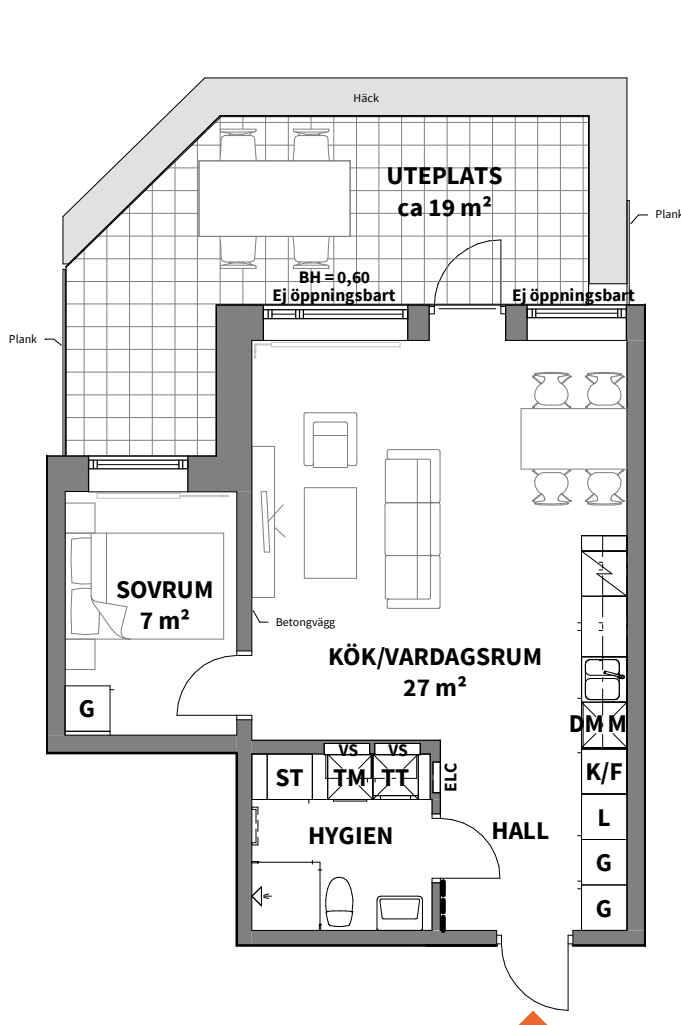 Häck
UTEPLATS
ca 19 m²
Plank
BH = 0,60
Ej öppningsbart
Ej öppningsbart
Plank
SOVRUM
7 m²
Betongvägg
KÖK/VARDAGSRUM
27 m²
G
DM M
VS
VS
ST
TM
TT
ELC
K/F
L
HYGIEN
HALL
G
G